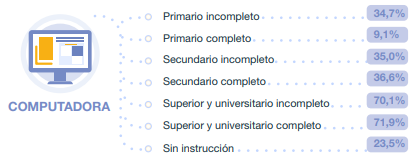 Primario incompleto 34,7%
Primario completo 9,1%
Secundario incompleto 35,0%
Secundario completo 36,6%
COMPUTADORA
Superior y universitario incompleto 70,1%
Superior y universitario completo 71,9%
Sin instrucción 23,5%